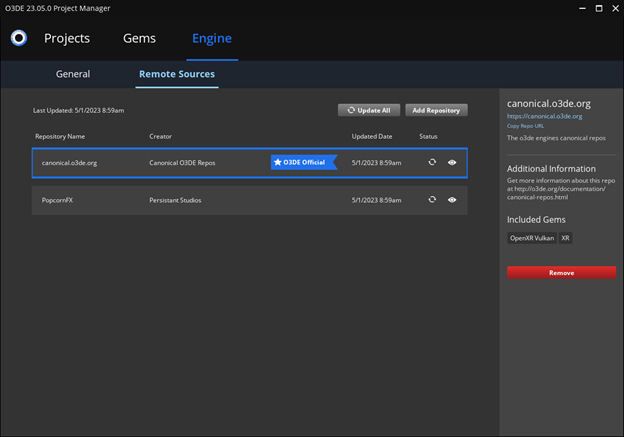 O3DE 23.05.0 Project Manager
Projects
Gems
Engine
General
Remote Sources
Last Updated: 5/1/2023 8:59am
Update All
Add Repository
Repository Name
Creator
Updated Date
Status
canonical.o3de.org
Canonical O3DE Repos
O3DE Official
5/1/2023 8:59am
PopcornFX
Persistant Studios
5/1/2023 8:59am
canonical.o3de.org
https://canonical.o3de.org
Copy Repo URL
The o3de engines canonical repos
Additional Information
Get more information about this repo
at http://o3de.org/documentation/
canonical-repos.html
Included Gems
OpenXR Vulkan
XR
Remove